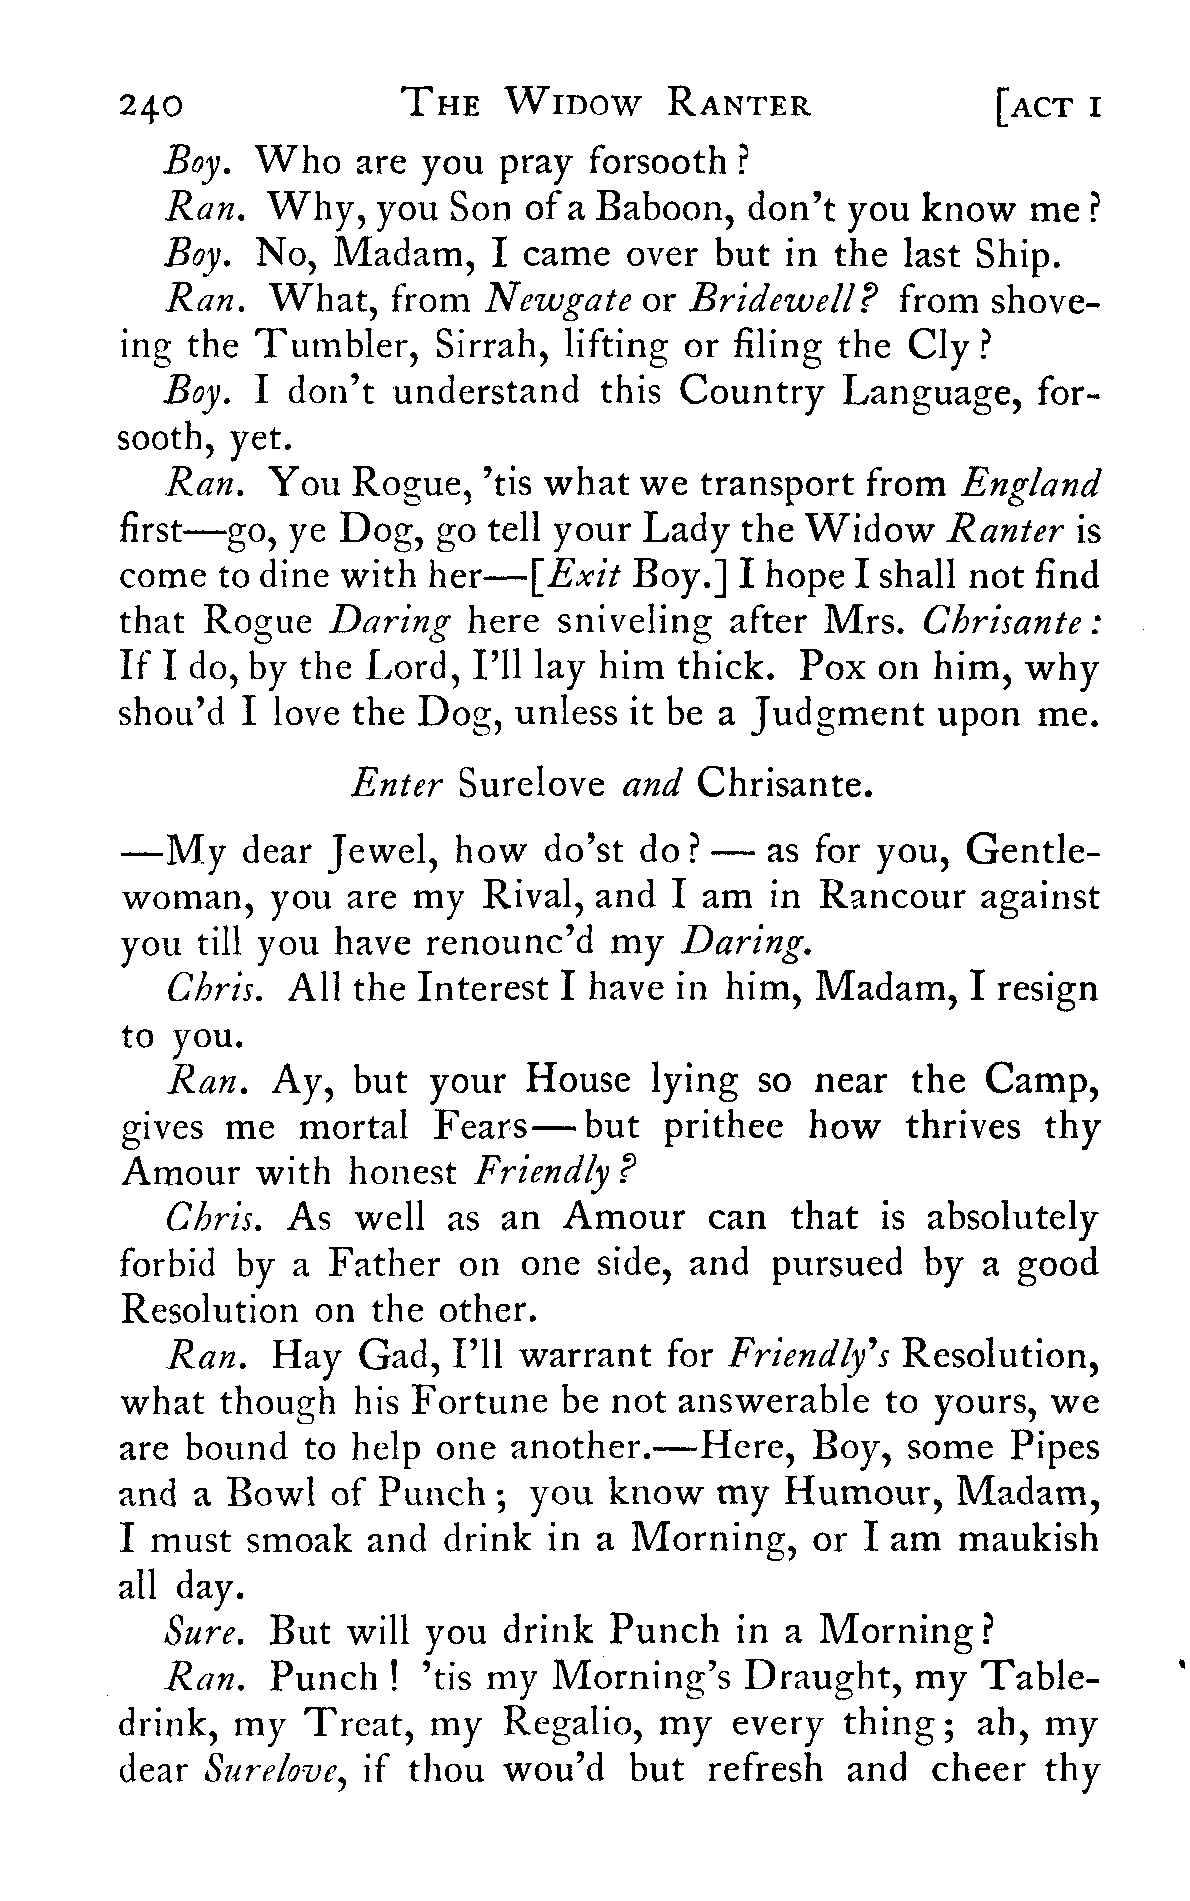 240 THE WIDOW RANTER [ACT I
Boy. Who are you pray forsooth?
Ran. Why, you Son of a Baboon, don't you know me?
Boy. No, Madam, I came over but in the last Ship.
Ran. What, from Newgate or Bridewell? from shove-
ing the Tumbler, Sirrah, lifting or filing the Cly?
Boy. I don't understand this Country Language, for-
sooth, yet.
Ran. You Rogue, 'tis what we transport from England
first—go, ye Dog, go tell your Lady the Widow Ranter is
come to dine with her—[Exit Boy.] I hope I shall not find
that Rogue Daring here sniveling after Mrs. Chrisante:
If I do, by the Lord, I'll lay him thick. Pox on him, why
shou'd I love the Dog, unless it be a Judgment upon me.
Enter Surelove and Chrisante.
—My dear Jewel, how do'st do?— as for you, Gentle-
woman, you are my Rival, and I am in Rancour against
you till you have renounc'd my Daring.
Chris. All the Interest I have in him, Madam, I resign
to you.
Ran. Ay, but your House lying so near the Camp,
gives me mortal Fears—but prithee how thrives thy
Amour with honest Friendly?
Chris. As well as an Amour can that is absolutely
forbid by a Father on one side, and pursued by a good
Resolution on the other.
Ran. Hay Gad, I'll warrant for Friendly's Resolution,
what though his Fortune be not answerable to yours, we
are bound to help one another.—Here, Boy, some Pipes
and a Bowl of Punch; you know my Humour, Madam,
I must smoak and drink in a Morning, or I am maukish
all day.
Sure. But will you drink Punch in a Morning?
Ran. Punch! 'tis my Morning's Draught, my Table-
drink, my Treat, my Regalio, my every thing; ah, my
dear Surelove, if thou wou'd but refresh and cheer thy